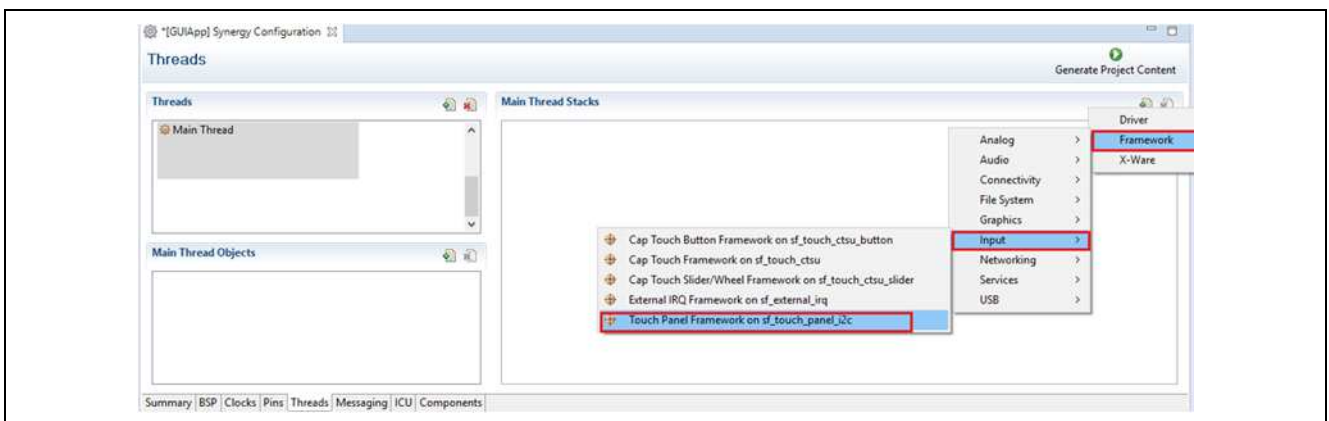 *[GUIApp] Synergy Configuration
Threads
Generate Project Content
Threads
Main Thread Stacks
Main Thread
Driver
Framework
X-Ware
Analog
Audio
Connectivity
File System
Graphics
Input
Networking
Services
USB
Cap Touch Button Framework on sf_touch_ctsu_button
Cap Touch Framework on sf_touch_ctsu
Cap Touch Slider/Wheel Framework on sf_touch_ctsu_slider
External IRQ Framework on sf_external_irq
Touch Panel Framework on sf_touch_panel_i2c
Main Thread Objects
Summary BSP Clocks Pins Threads Messaging ICU Components